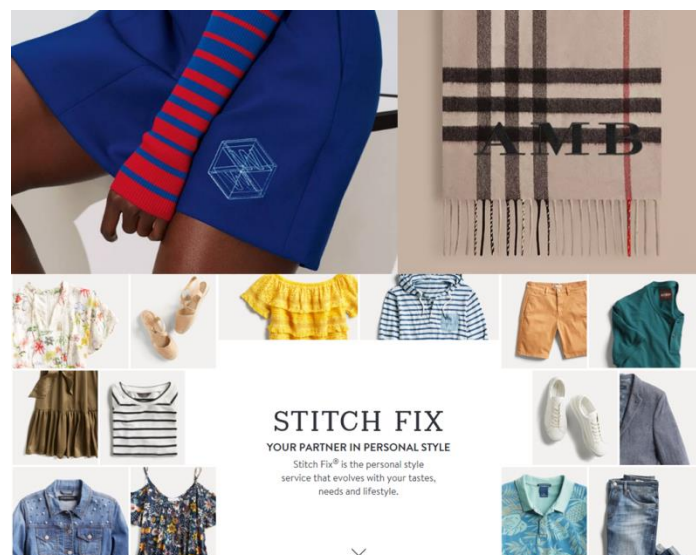 AMB
STITCH FIX
YOUR PARTNER IN PERSONAL STYLE
Stitch Fix® is the personal style
service that evolves with your tastes,
needs and lifestyle.